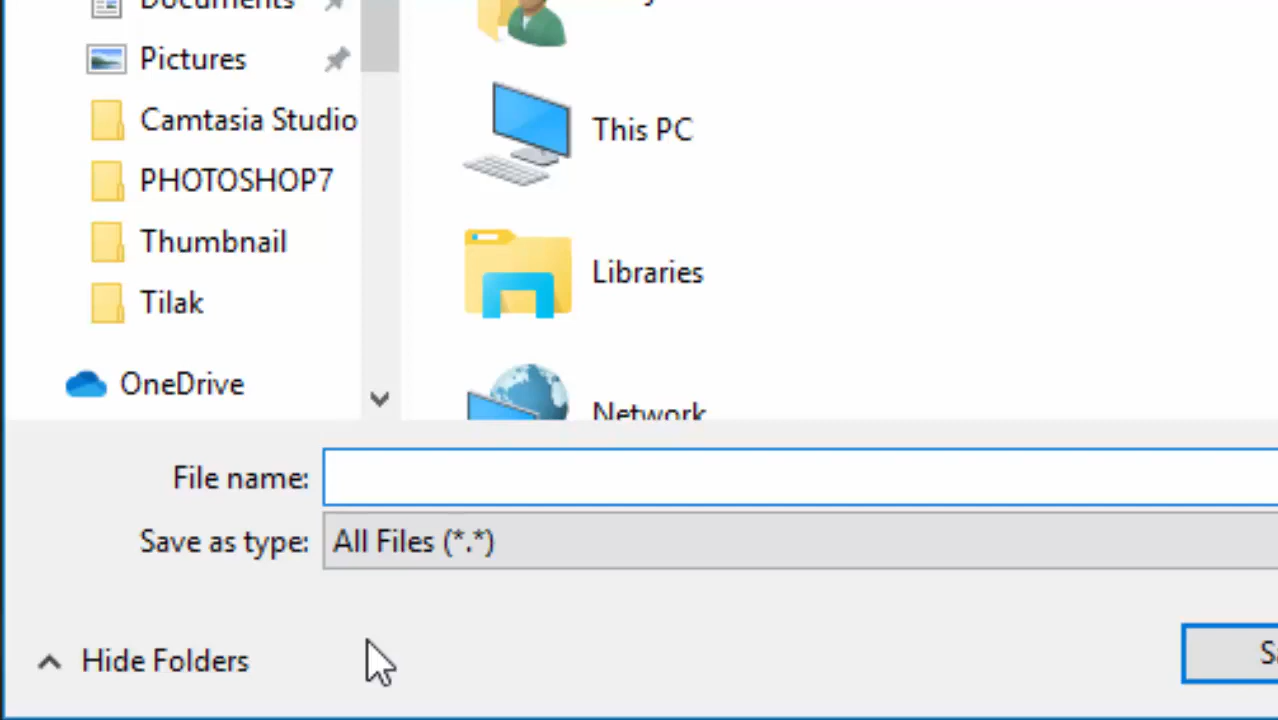 Documents
Pictures
Camtasia Studio
PHOTOSHOP7
Thumbnail
Tilak
OneDrive
This PC
Libraries
Network
File name:
Save as type: All Files (*.*)
Hide Folders